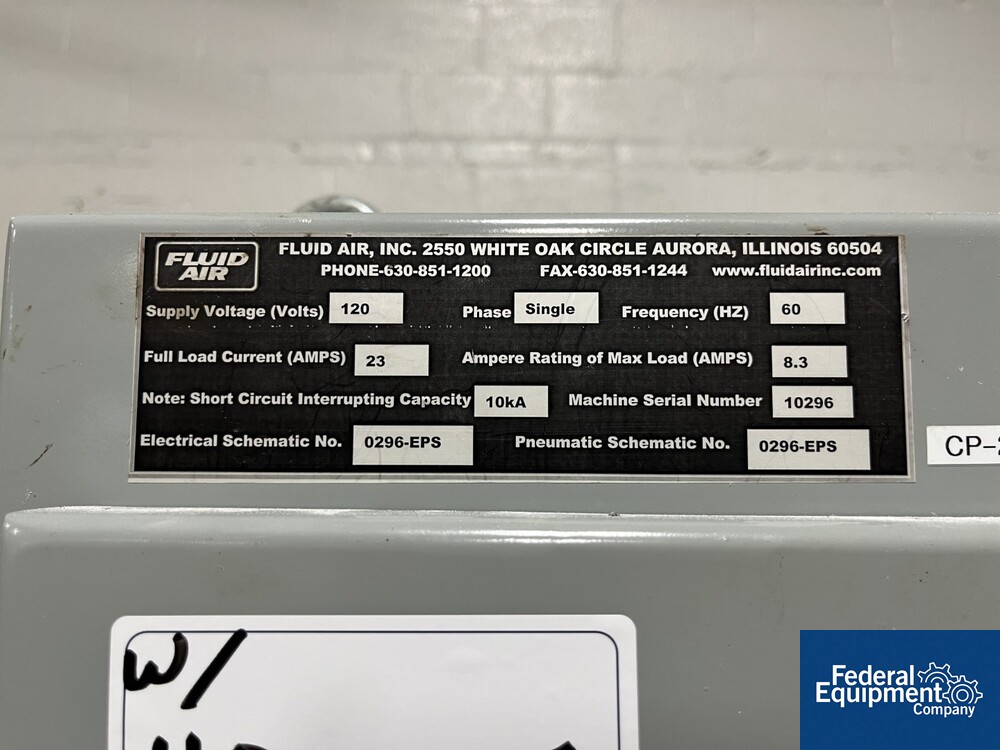 FLUID AIR
FLUID AIR, INC. 2550 WHITE OAK CIRCLE AURORA, ILLINOIS 60504
PHONE-630-851-1200 FAX-630-851-1244 www.fluidairinc.com
Supply Voltage (Volts) 120 Phase Single Frequency (HZ) 60
Full Load Current (AMPS) 23 Ampere Rating of Max Load (AMPS) 8.3
Note: Short Circuit Interrupting Capacity 10kA Machine Serial Number 10296
Electrical Schematic No. 0296-EPS Pneumatic Schematic No. 0296-EPS
CP-2
W/
Federal
Equipment
Company